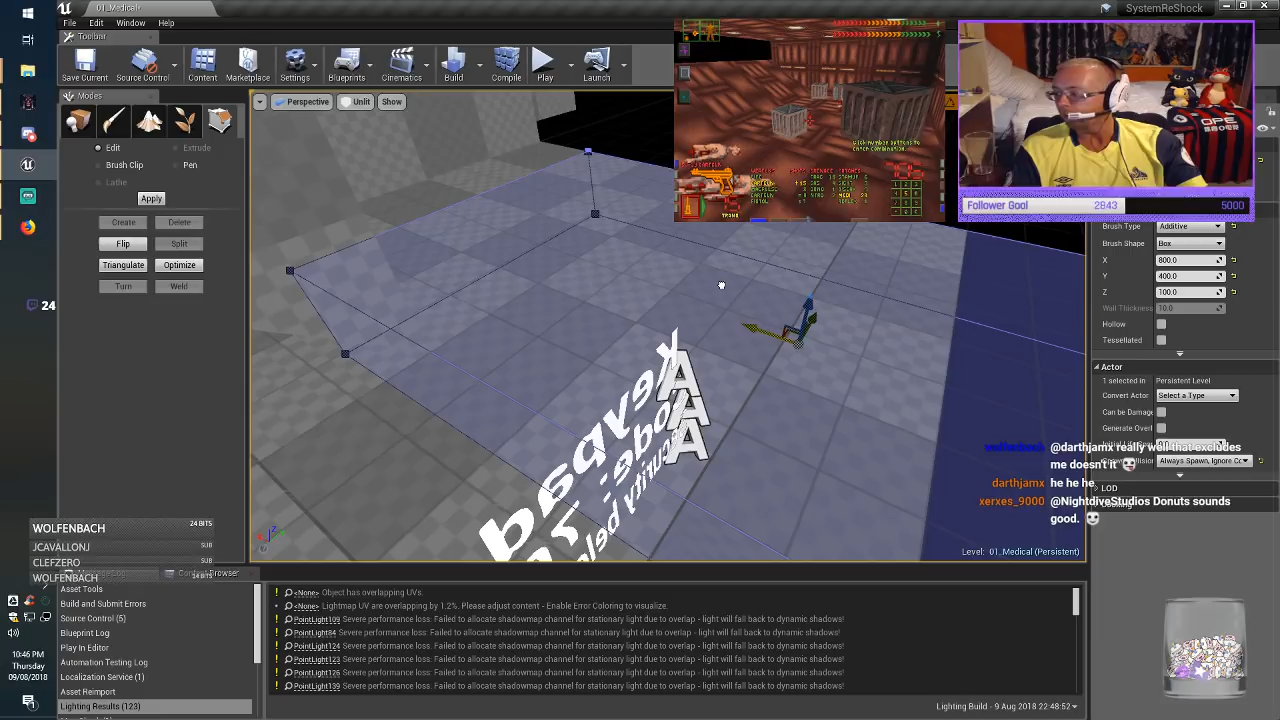 01_Medical*
SystemReShock
File Edit Window Help
Toolbar
Save Current Source Control Content Marketplace Settings Blueprints Cinematics Build Compile Play Launch
Modes
Perspective Unlit Show
Edit Extrude
Brush Clip Pen
Lathe
Apply
Create Delete
Flip Split
Triangulate Optimize
Turn Weld
Follower Goal 2843 5000
Brush Type Additive
Brush Shape Box
X 800.0
Y 400.0
Z 100.0
Wall Thickness 10.0
Hollow
Tessellated
Actor
1 selected in Persistent Level
Convert Actor Select a Type
Can be Damage
Generate Overl
Always Spawn, Ignore Co
LOD
24
A
A
A
@darthjamx really well that excludes
me doesn't it
darthjamx he he he
xerxes_9000 @NightdiveStudios Donuts sounds
good.
Level: 01_Medical (Persistent)
WOLFENBACH 24 BITS
JCAVALLONJ SUB
CLEFZERO SUB
WOLFENBACH 24 BITS
Asset Tools
Build and Submit Errors
Source Control (5)
Blueprint Log
Play In Editor
Automation Testing Log
Localization Service (1)
Asset Reimport
Lighting Results (123)
<None> Object has overlapping UVs.
<None> Lightmap UV are overlapping by 1.2%. Please adjust content - Enable Error Coloring to visualize.
PointLight109 Severe performance loss: Failed to allocate shadowmap channel for stationary light due to overlap - light will fall back to dynamic shadows!
PointLight84 Severe performance loss: Failed to allocate shadowmap channel for stationary light due to overlap - light will fall back to dynamic shadows!
PointLight124 Severe performance loss: Failed to allocate shadowmap channel for stationary light due to overlap - light will fall back to dynamic shadows!
PointLight123 Severe performance loss: Failed to allocate shadowmap channel for stationary light due to overlap - light will fall back to dynamic shadows!
PointLight126 Severe performance loss: Failed to allocate shadowmap channel for stationary light due to overlap - light will fall back to dynamic shadows!
PointLight139 Severe performance loss: Failed to allocate shadowmap channel for stationary light due to overlap - light will fall back to dynamic shadows!
Lighting Build - 9 Aug 2018 22:48:52
10:46 PM
Thursday
09/08/2018